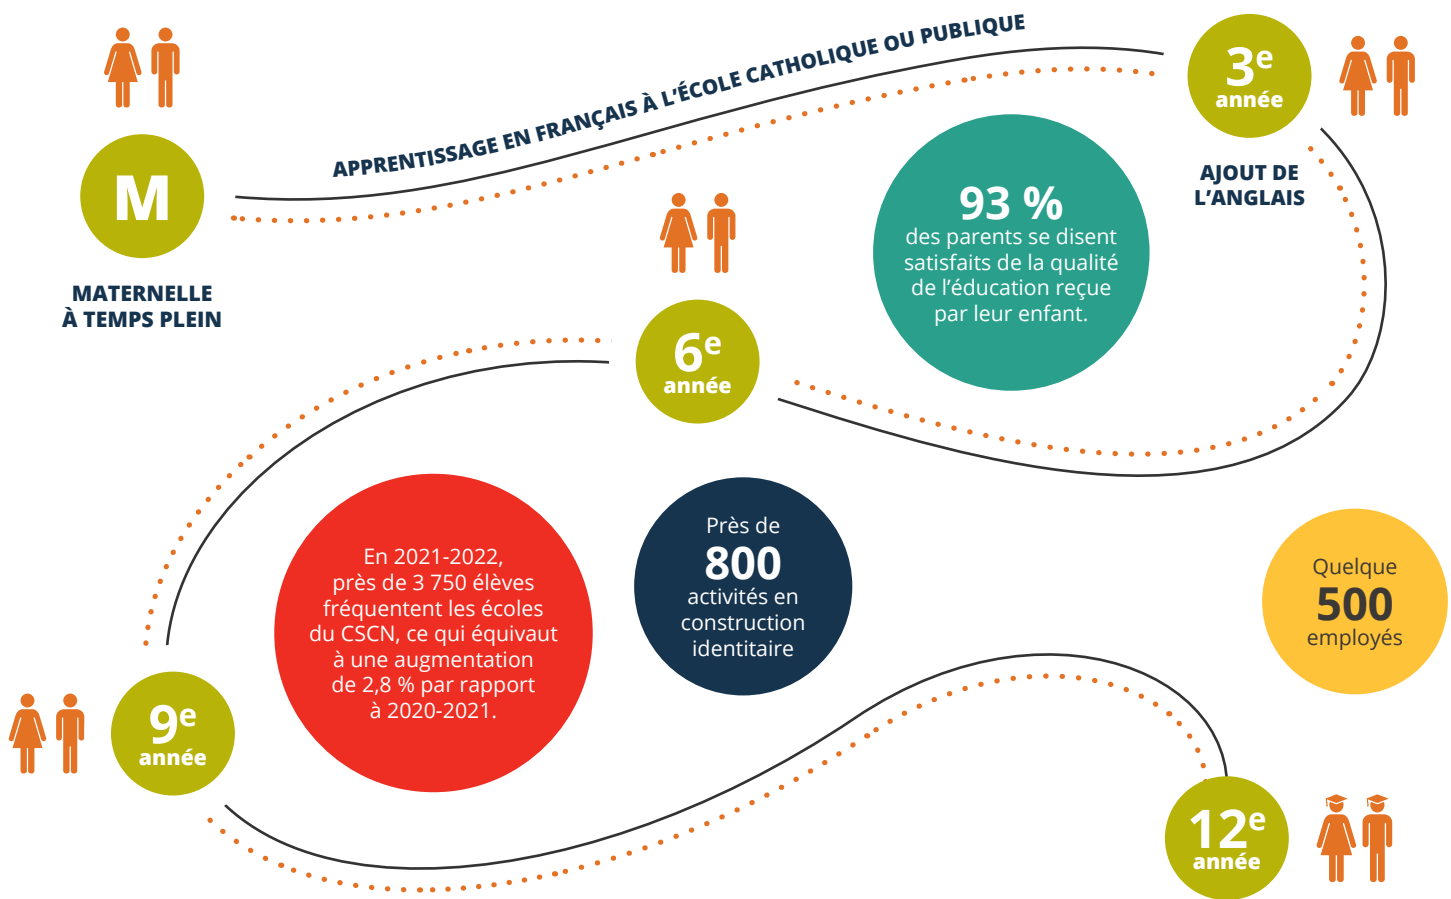 M
MATERNELLE
À TEMPS PLEIN
APPRENTISSAGE EN FRANÇAIS À L'ÉCOLE CATHOLIQUE OU PUBLIQUE
3e
année
AJOUT DE
L'ANGLAIS
93 %
des parents se disent
satisfaits de la qualité
de l'éducation reçue
par leur enfant.
6e
année
En 2021-2022,
près de 3 750 élèves
fréquentent les écoles
du CSCN, ce qui équivaut
à une augmentation
de 2,8 % par rapport
à 2020-2021.
Près de
800
activités en
construction
identitaire
Quelque
500
employés
9e
année
12e
année